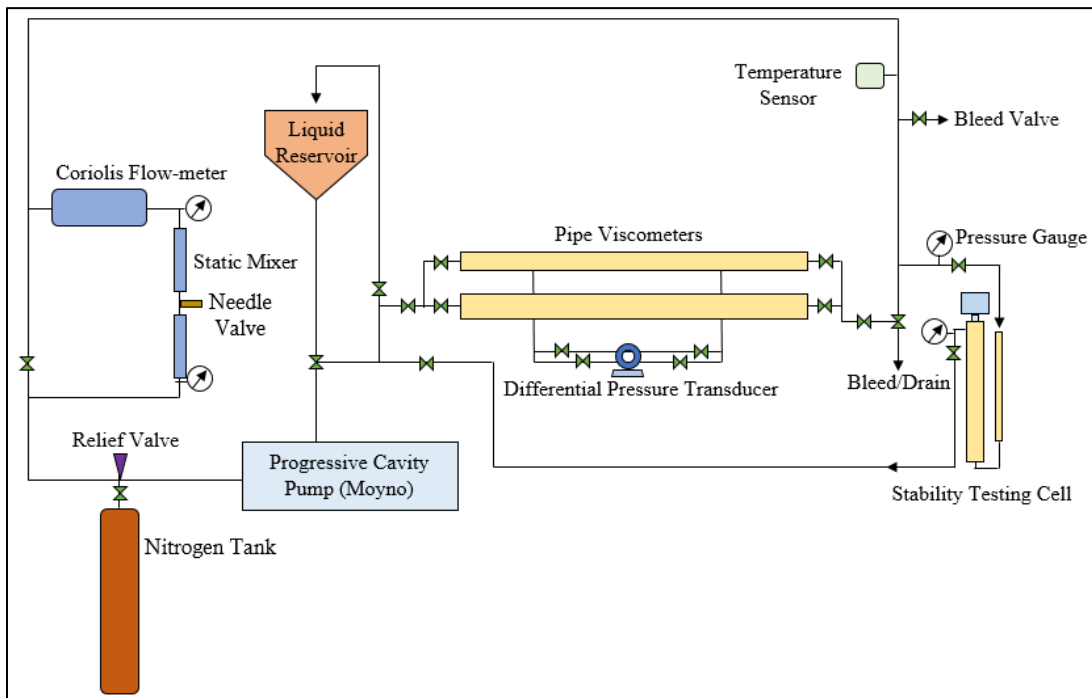 Temperature
Sensor
Bleed Valve
Liquid
Reservoir
Coriolis Flow-meter
Pipe Viscometers
Pressure Gauge
Static Mixer
Needle
Valve
Differential Pressure Transducer
Bleed/Drain
Relief Valve
Progressive Cavity
Pump (Moyno)
Stability Testing Cell
Nitrogen Tank